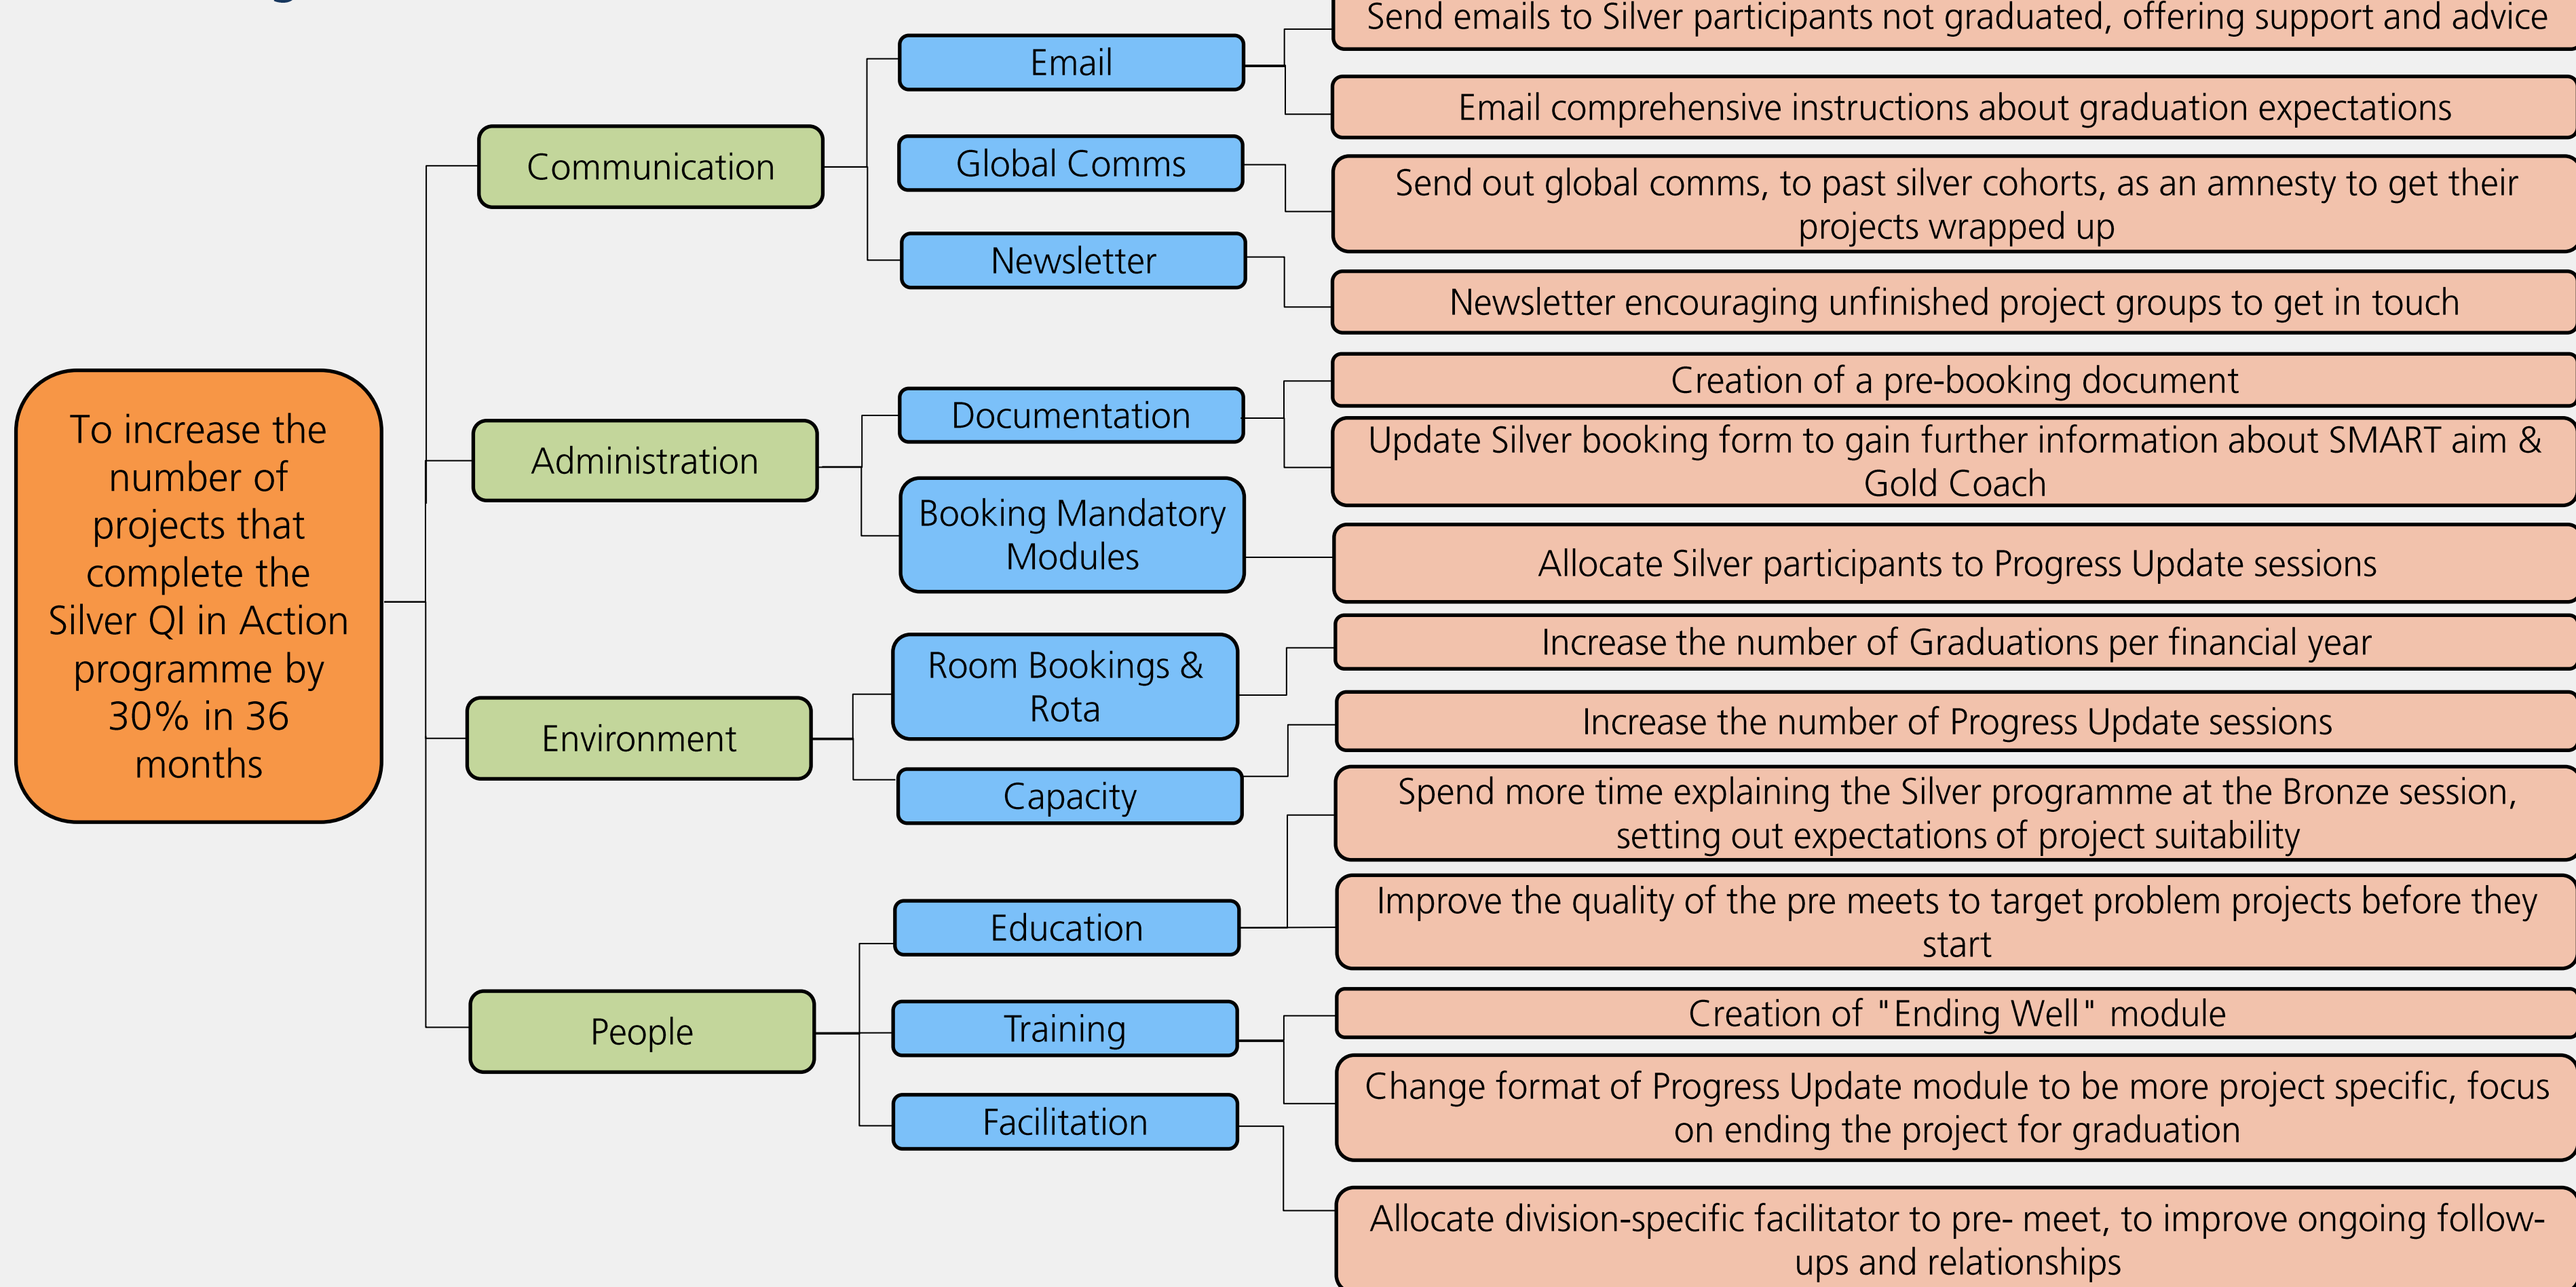 To increase the
number of
projects that
complete the
Silver QI in Action
programme by
30% in 36
months
Communication
Administration
Environment
People
Email
Global Comms
Newsletter
Documentation
Booking Mandatory
Modules
Room Bookings &
Rota
Capacity
Education
Training
Facilitation
Send emails to Silver participants not graduated, offering support and advice
Email comprehensive instructions about graduation expectations
Send out global comms, to past silver cohorts, as an amnesty to get their
projects wrapped up
Newsletter encouraging unfinished project groups to get in touch
Creation of a pre-booking document
Update Silver booking form to gain further information about SMART aim &
Gold Coach
Allocate Silver participants to Progress Update sessions
Increase the number of Graduations per financial year
Increase the number of Progress Update sessions
Spend more time explaining the Silver programme at the Bronze session,
setting out expectations of project suitability
Improve the quality of the pre meets to target problem projects before they
start
Creation of "Ending Well" module
Change format of Progress Update module to be more project specific, focus
on ending the project for graduation
Allocate division-specific facilitator to pre- meet, to improve ongoing follow-
ups and relationships